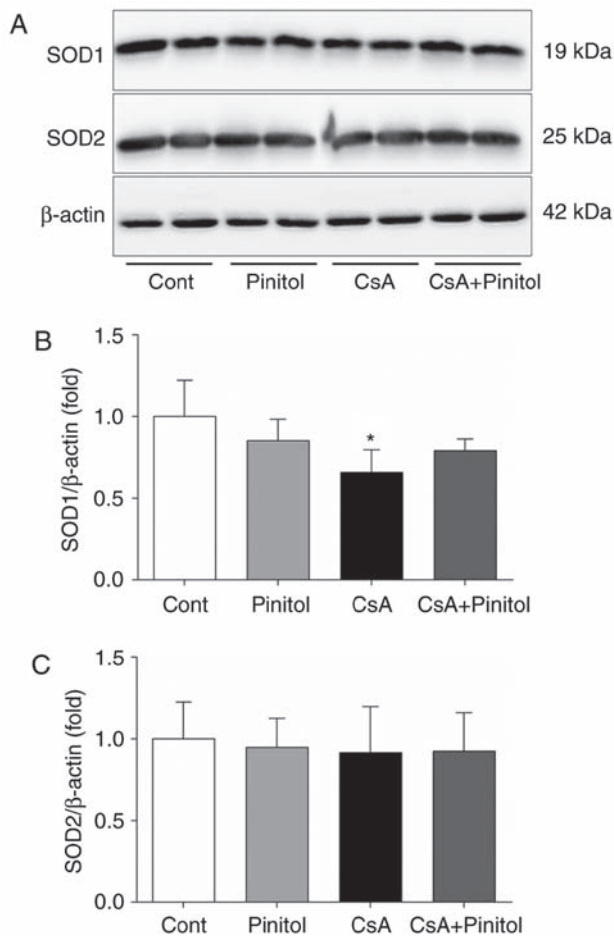 A
SOD1 19 kDa
SOD2 25 kDa
β-actin 42 kDa
Cont Pinitol CsA CsA+Pinitol
B
SOD1/β-actin (fold)
1.5
1.0
0.5
0.0
*
Cont Pinitol CsA CsA+Pinitol
C
SOD2/β-actin (fold)
1.5
1.0
0.5
0.0
Cont Pinitol CsA CsA+Pinitol